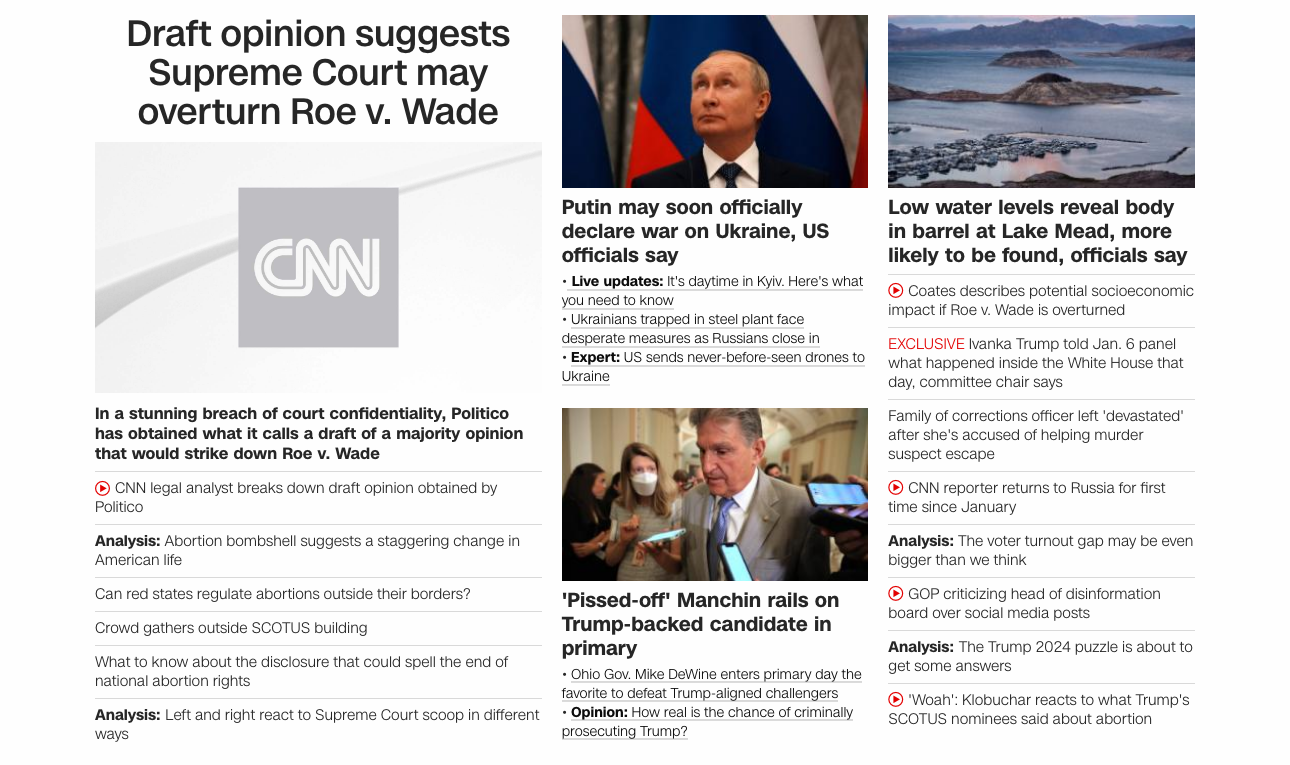 Draft opinion suggests
Supreme Court may
overturn Roe v. Wade
CNN
In a stunning breach of court confidentiality, Politico
has obtained what it calls a draft of a majority opinion
that would strike down Roe v. Wade
CNN legal analyst breaks down draft opinion obtained by
Politico
Analysis: Abortion bombshell suggests a staggering change in
American life
Can red states regulate abortions outside their borders?
Crowd gathers outside SCOTUS building
What to know about the disclosure that could spell the end of
national abortion rights
Analysis: Left and right react to Supreme Court scoop in different
ways
Putin may soon officially
declare war on Ukraine, US
officials say
• Live updates: It's daytime in Kyiv. Here's what
you need to know
• Ukrainians trapped in steel plant face
desperate measures as Russians close in
• Expert: US sends never-before-seen drones to
Ukraine
'Pissed-off' Manchin rails on
Trump-backed candidate in
primary
• Ohio Gov. Mike DeWine enters primary day the
favorite to defeat Trump-aligned challengers
• Opinion: How real is the chance of criminally
prosecuting Trump?
Low water levels reveal body
in barrel at Lake Mead, more
likely to be found, officials say
Coates describes potential socioeconomic
impact if Roe v. Wade is overturned
EXCLUSIVE Ivanka Trump told Jan. 6 panel
what happened inside the White House that
day, committee chair says
Family of corrections officer left 'devastated'
after she's accused of helping murder
suspect escape
CNN reporter returns to Russia for first
time since January
Analysis: The voter turnout gap may be even
bigger than we think
GOP criticizing head of disinformation
board over social media posts
Analysis: The Trump 2024 puzzle is about to
get some answers
'Woah': Klobuchar reacts to what Trump's
SCOTUS nominees said about abortion